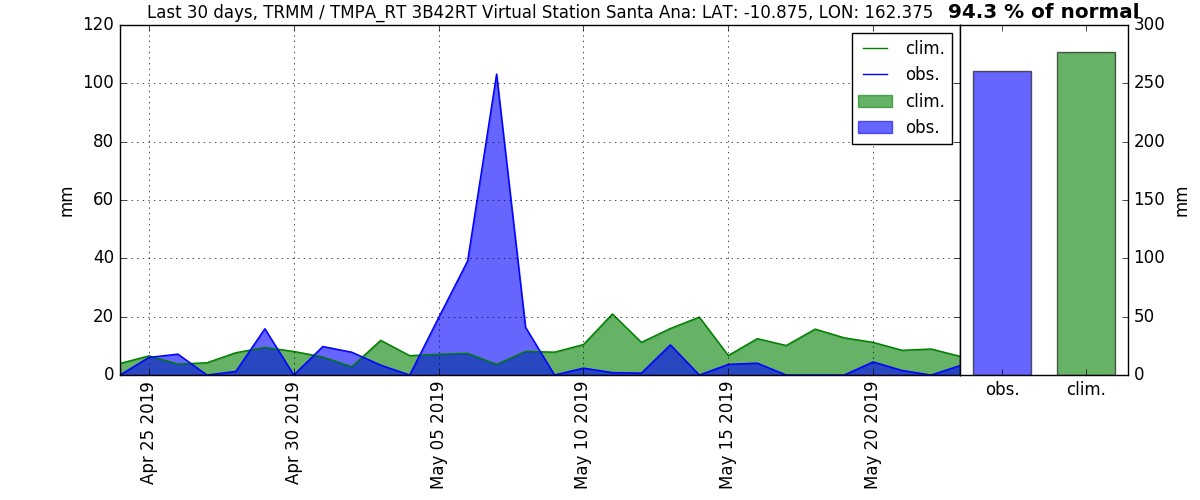 Last 30 days, TRMM / TMPA_RT 3B42RT Virtual Station Santa Ana: LAT: -10.875, LON: 162.375
94.3 % of normal
120
100
80
60
40
20
0
mm
clim.
obs.
clim.
obs.
Apr 25 2019
Apr 30 2019
May 05 2019
May 10 2019
May 15 2019
May 20 2019
300
250
200
150
100
50
0
mm
obs.
clim.